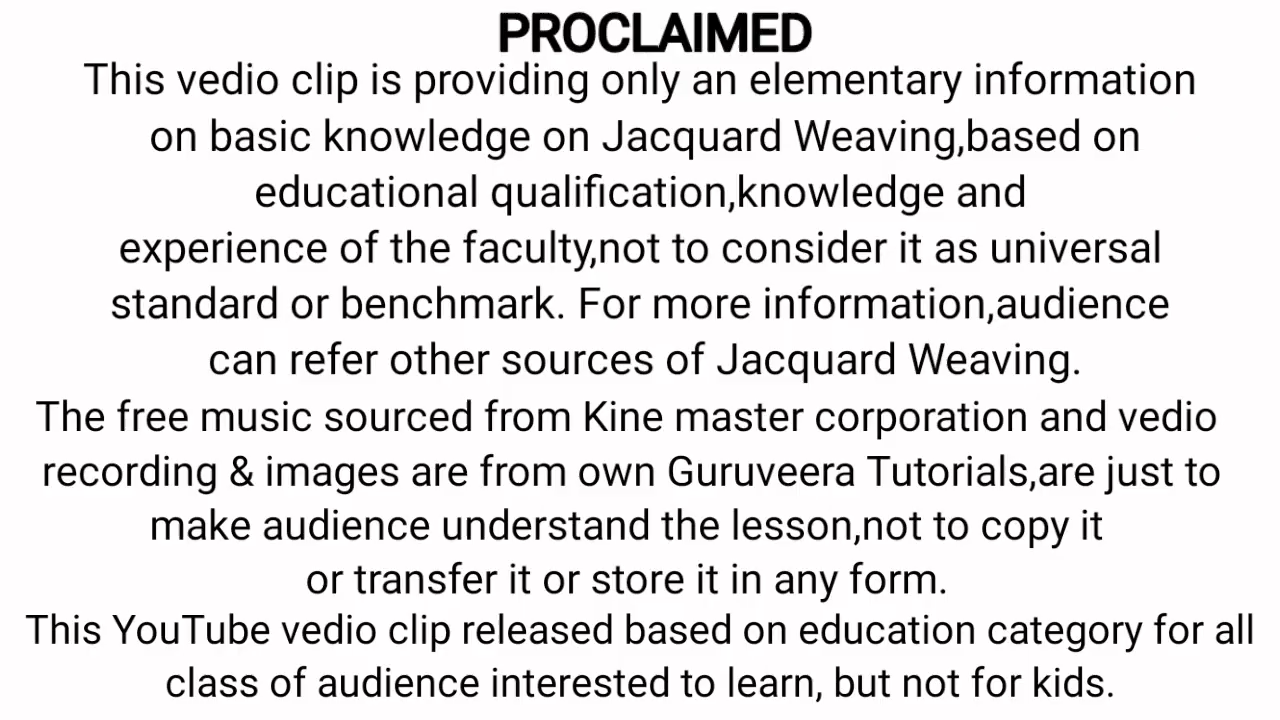 PROCLAIMED
This vedio clip is providing only an elementary information
on basic knowledge on Jacquard Weaving,based on
educational qualification,knowledge and
experience of the faculty,not to consider it as universal
standard or benchmark. For more information,audience
can refer other sources of Jacquard Weaving.
The free music sourced from Kine master corporation and vedio
recording & images are from own Guruveera Tutorials,are just to
make audience understand the lesson,not to copy it
or transfer it or store it in any form.
This YouTube vedio clip released based on education category for all
class of audience interested to learn, but not for kids.